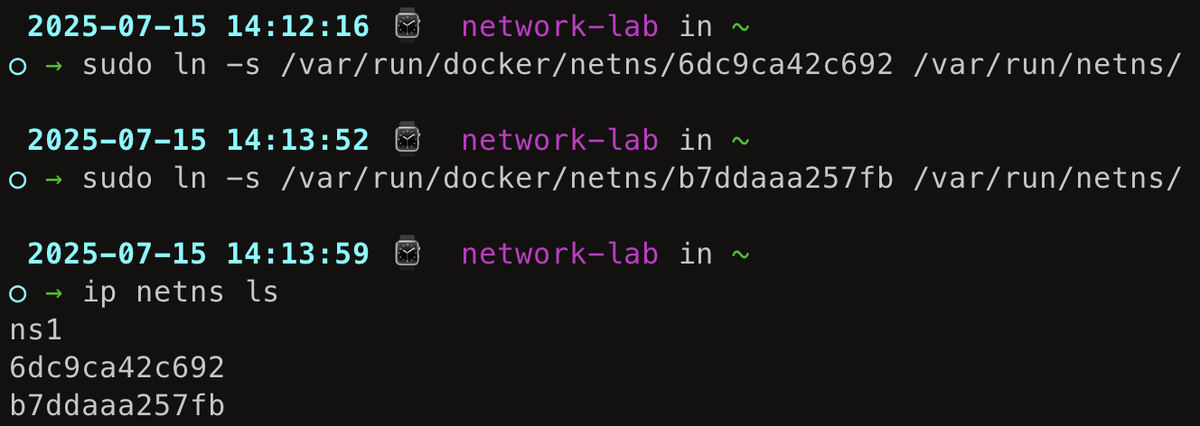 2025-07-15 14:12:16 ⌚ network-lab in ~
○ → sudo ln -s /var/run/docker/netns/6dc9ca42c692 /var/run/netns/
2025-07-15 14:13:52 ⌚ network-lab in ~
○ → sudo ln -s /var/run/docker/netns/b7ddaaa257fb /var/run/netns/
2025-07-15 14:13:59 ⌚ network-lab in ~
○ → ip netns ls
ns1
6dc9ca42c692
b7ddaaa257fb